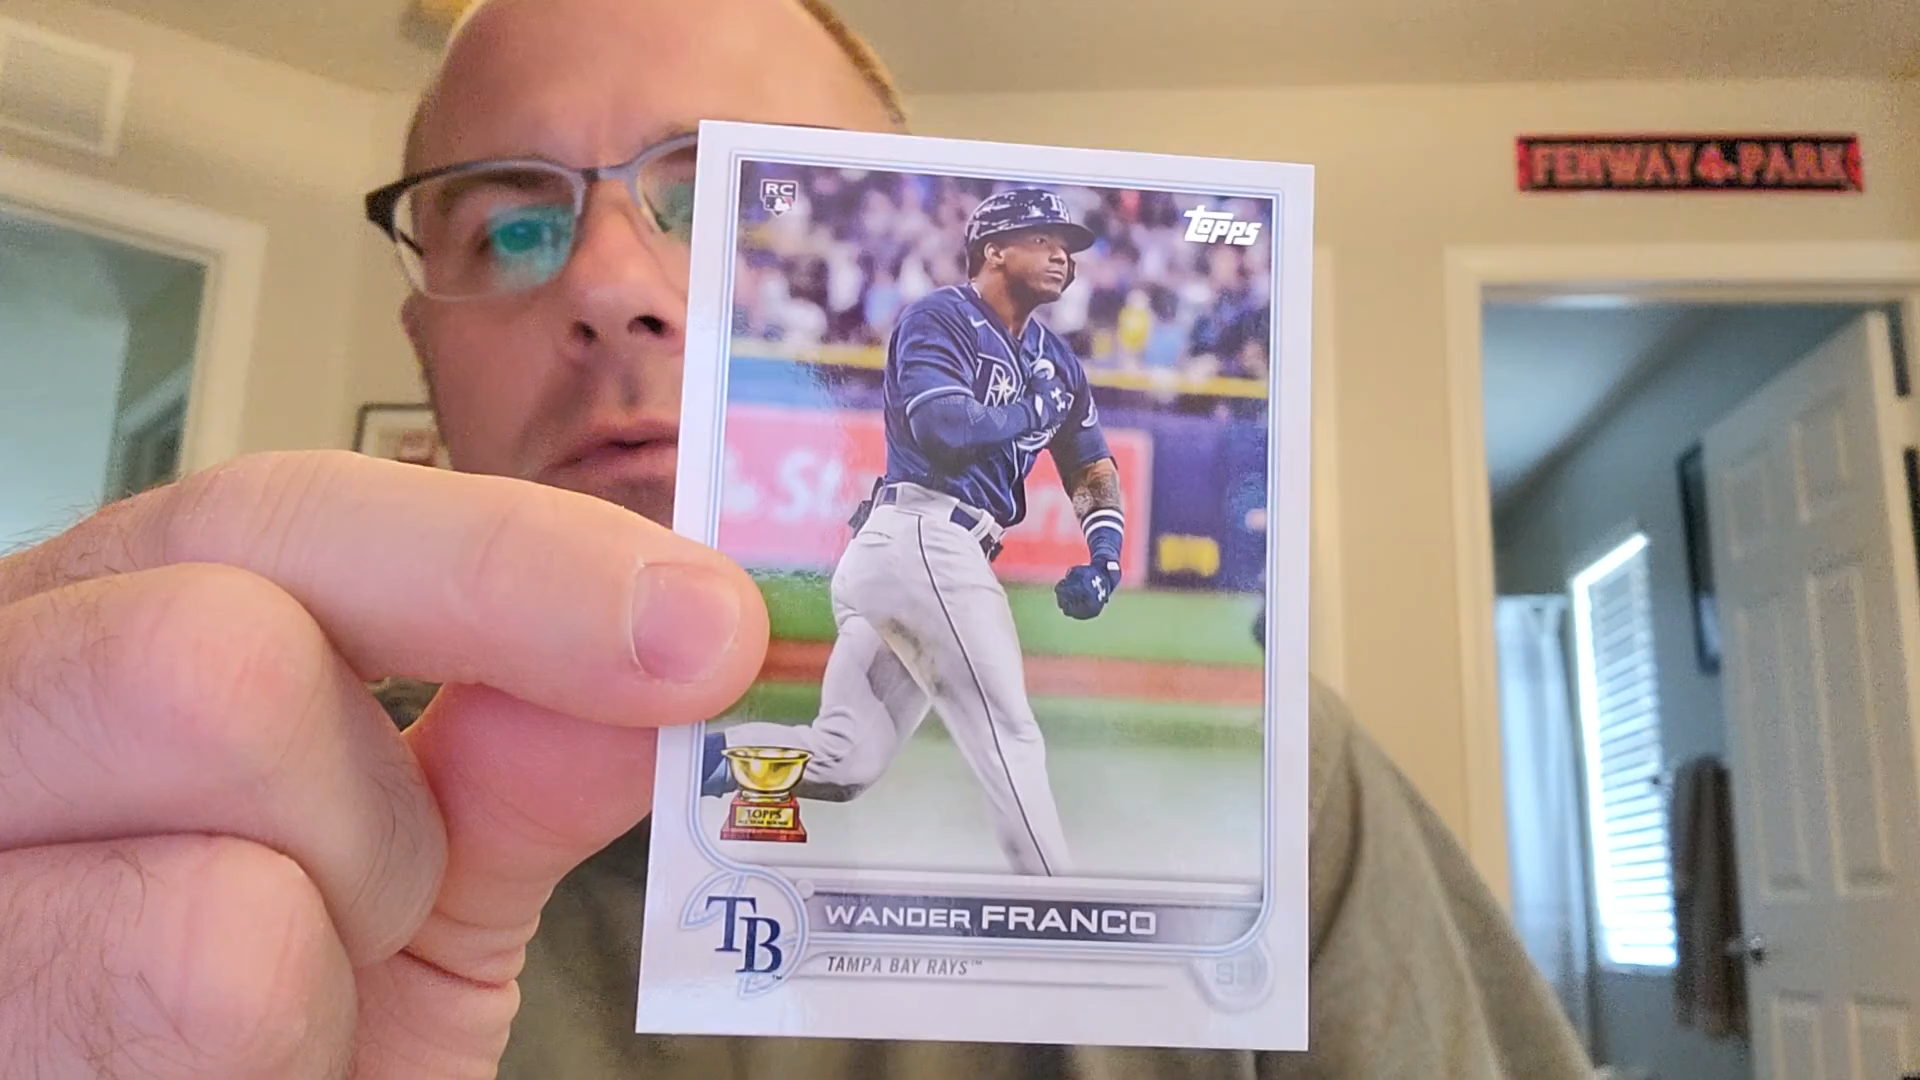 FENWAY PARK
RC
Topps
TB
TOPPS
WANDER FRANCO
TAMPA BAY RAYS™